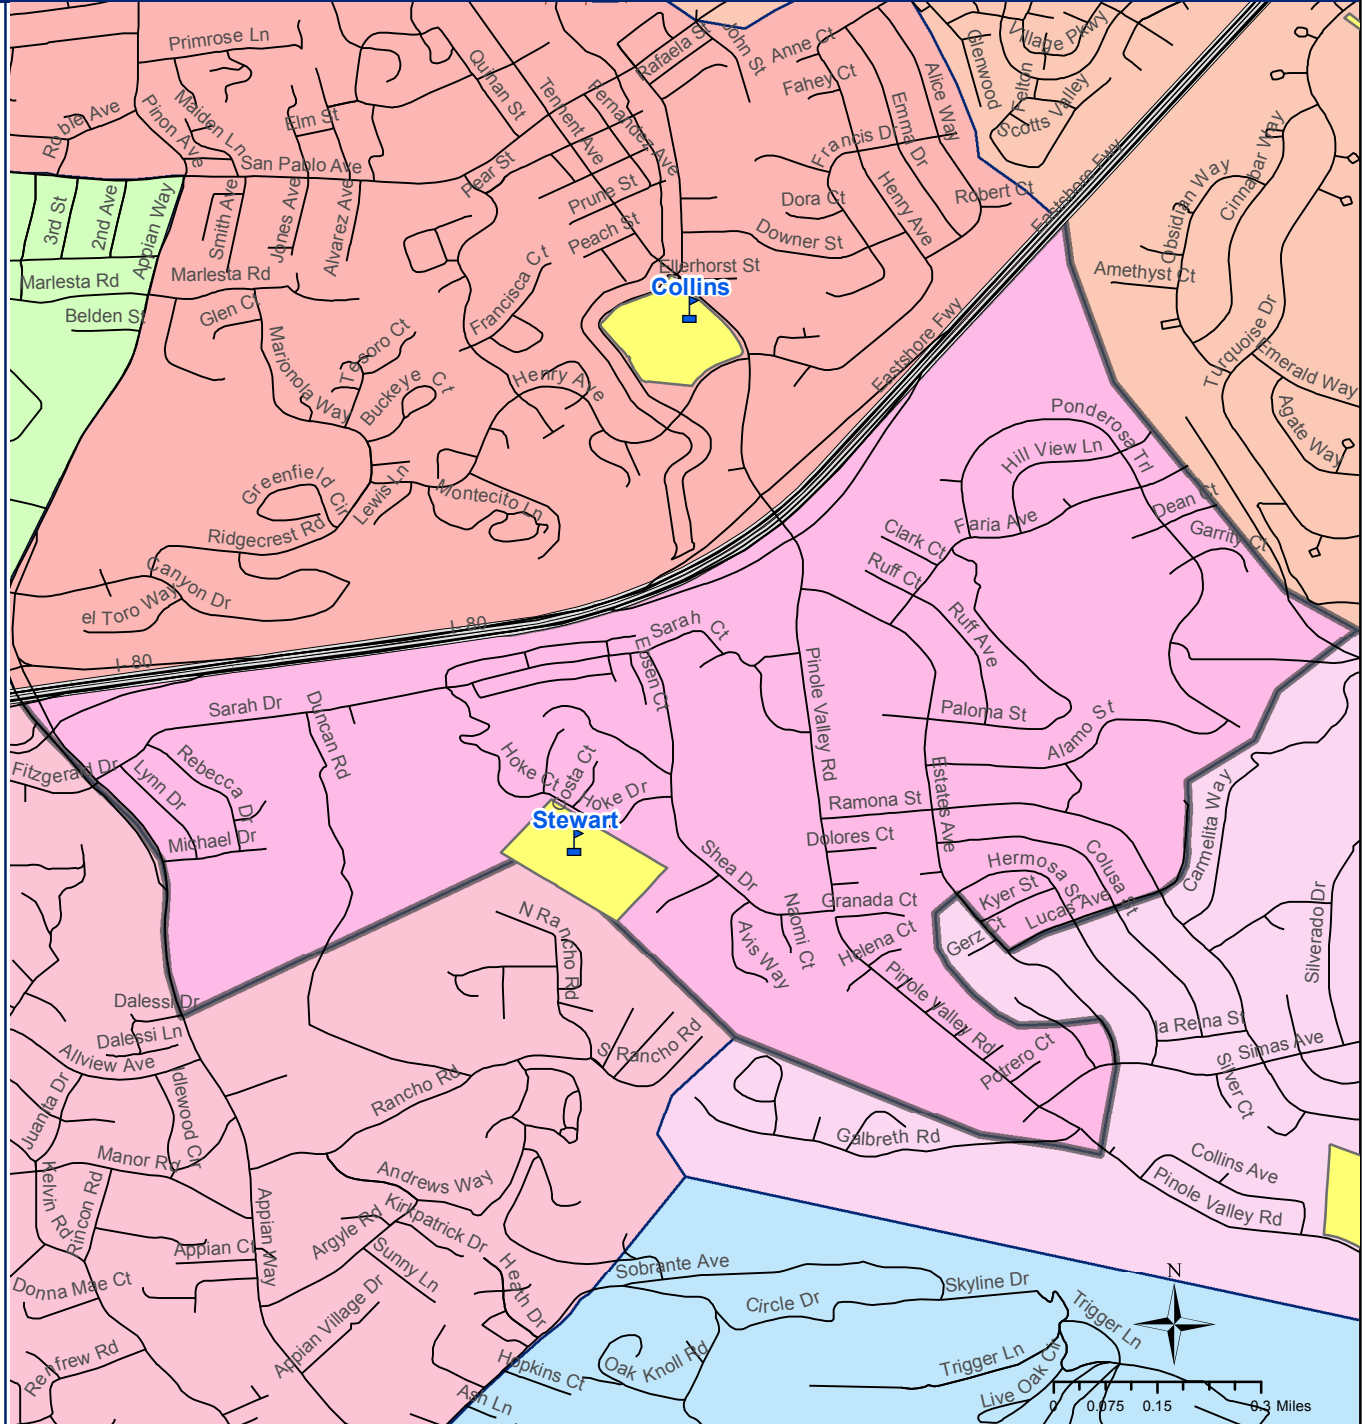 Primrose Ln
Quinan St
Rafaela St
John St
Anne Ct
Glenwood
Village Pkwy
Roble Ave
Pinon Ave
Maiden Ln
Elm St
Tennent Ave
Fernandez Ave
Fahey Ct
Emma Dr
Alice Way
S Felton
Scotts Valley
San Pablo Ave
Francis Dr
Eastshore Fwy
3rd St
2nd Ave
Appian Way
Smith Ave
Jones Ave
Alvarez Ave
Pear St
Prune St
Peach St
Dora Ct
Henry Ave
Robert Ct
Obsidian Way
Cinnabar Way
Downer St
Marlesta Rd
Marlesta Rd
Francisca Ct
Ellerhorst St
Collins
Amethyst Ct
Belden St
Glen Ct
Marionola Way
Tesoro Ct
Buckeye Ct
Henry Ave
Eastshore Fwy
Turquoise Dr
Emerald Way
Agate Way
Ponderosa Trl
Hill View Ln
Greenfield Cir
Lewis Ln
Montecito Ln
Dean Ct
Ridgecrest Rd
Clark Ct
Faria Ave
Garrity Ct
Canyon Dr
el Toro Way
Ruff Ct
Ruff Ave
I- 80
I- 80
Sarah Ct
Ebsen Ct
Pinole Valley Rd
Sarah Dr
Duncan Rd
Paloma St
Alamo St
Fitzgerald Dr
Lynn Dr
Rebecca Dr
Hoke Ct
Costa Ct
Hoke Dr
Estates Ave
Ramona St
Carmelita Way
Stewart
Michael Dr
Dolores Ct
Shea Dr
Hermosa St
Colusa St
Kyer St
Lucas Ave
Granada Ct
Naomi Ct
Avis Way
Helena Ct
Gerz Ct
Silverado Dr
N Rancho Rd
Pinole Valley Rd
Dalessi Dr
Dalessi Ln
Allview Ave
S Rancho Rd
Potrero Ct
la Reina St
Simas Ave
Silver Ct
Juanita Dr
Idlewood Cir
Rancho Rd
Galbreth Rd
Manor Rd
Kelvin Rd
Rincon Rd
Andrews Way
Collins Ave
Pinole Valley Rd
Appian Way
Argyle Rd
Kirkpatrick Dr
Appian Ct
Sunny Ln
Heath Dr
Donna Mae Ct
Appian Village Dr
Sobrante Ave
Circle Dr
Skyline Dr
N
Trigger Ln
Renfrew Rd
Hopkins Ct
Oak Knoll Rd
Trigger Ln
Live Oak Cir
Ash Ln
0 0.075 0.15 0.3 Miles